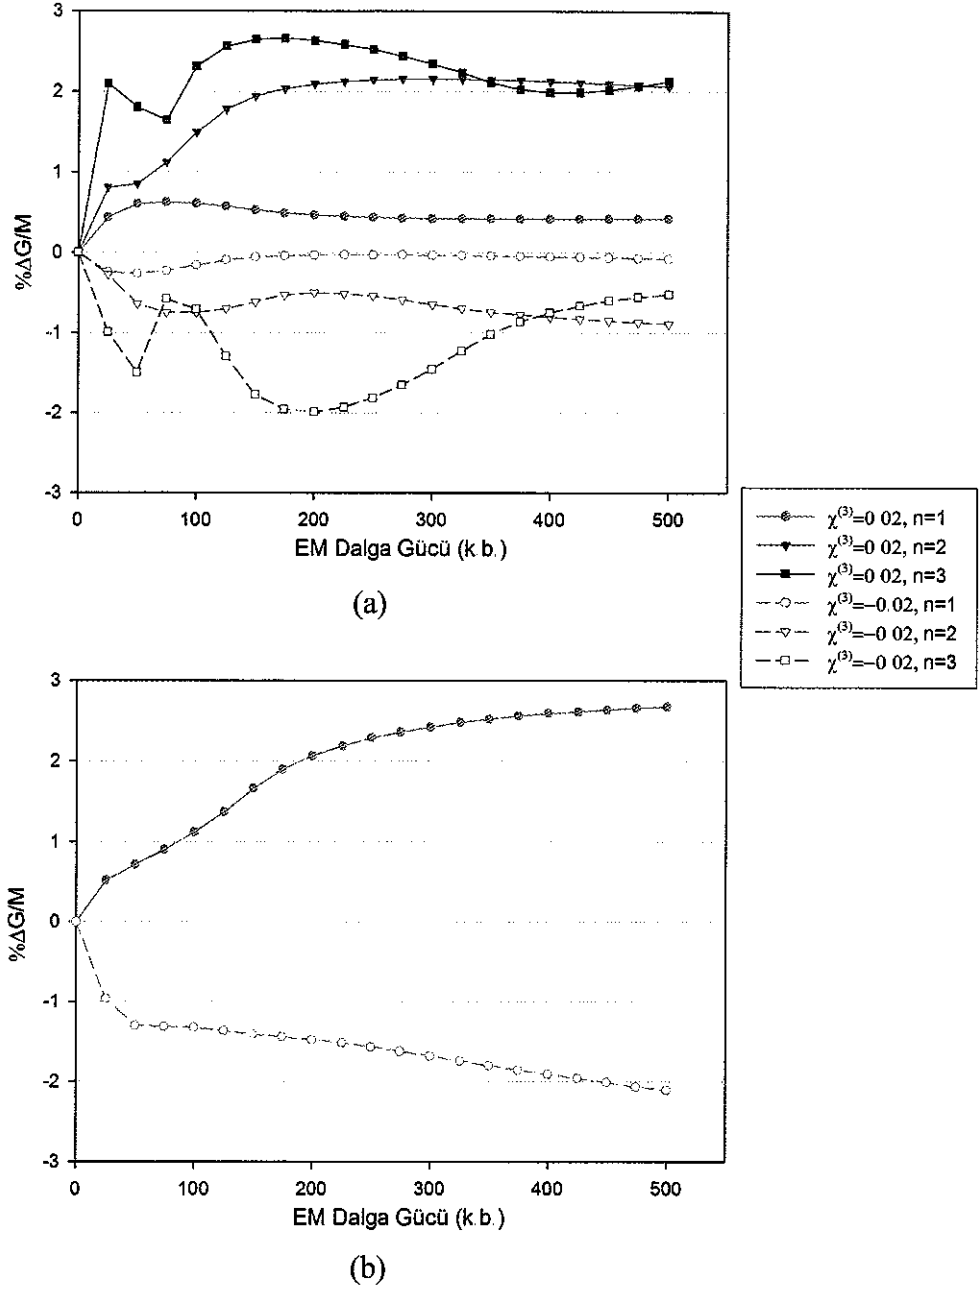 3
2
1
0
-1
-2
-3
%ΔG/M
0 100 200 300 400 500
EM Dalga Gücü (k.b.)
(a)
χ(3)=0 02, n=1
χ(3)=0 02, n=2
χ(3)=0 02, n=3
χ(3)=−0.02, n=1
χ(3)=−0 02, n=2
χ(3)=−0 02, n=3
3
2
1
0
-1
-2
-3
%ΔG/M
0 100 200 300 400 500
EM Dalga Gücü (k.b.)
(b)